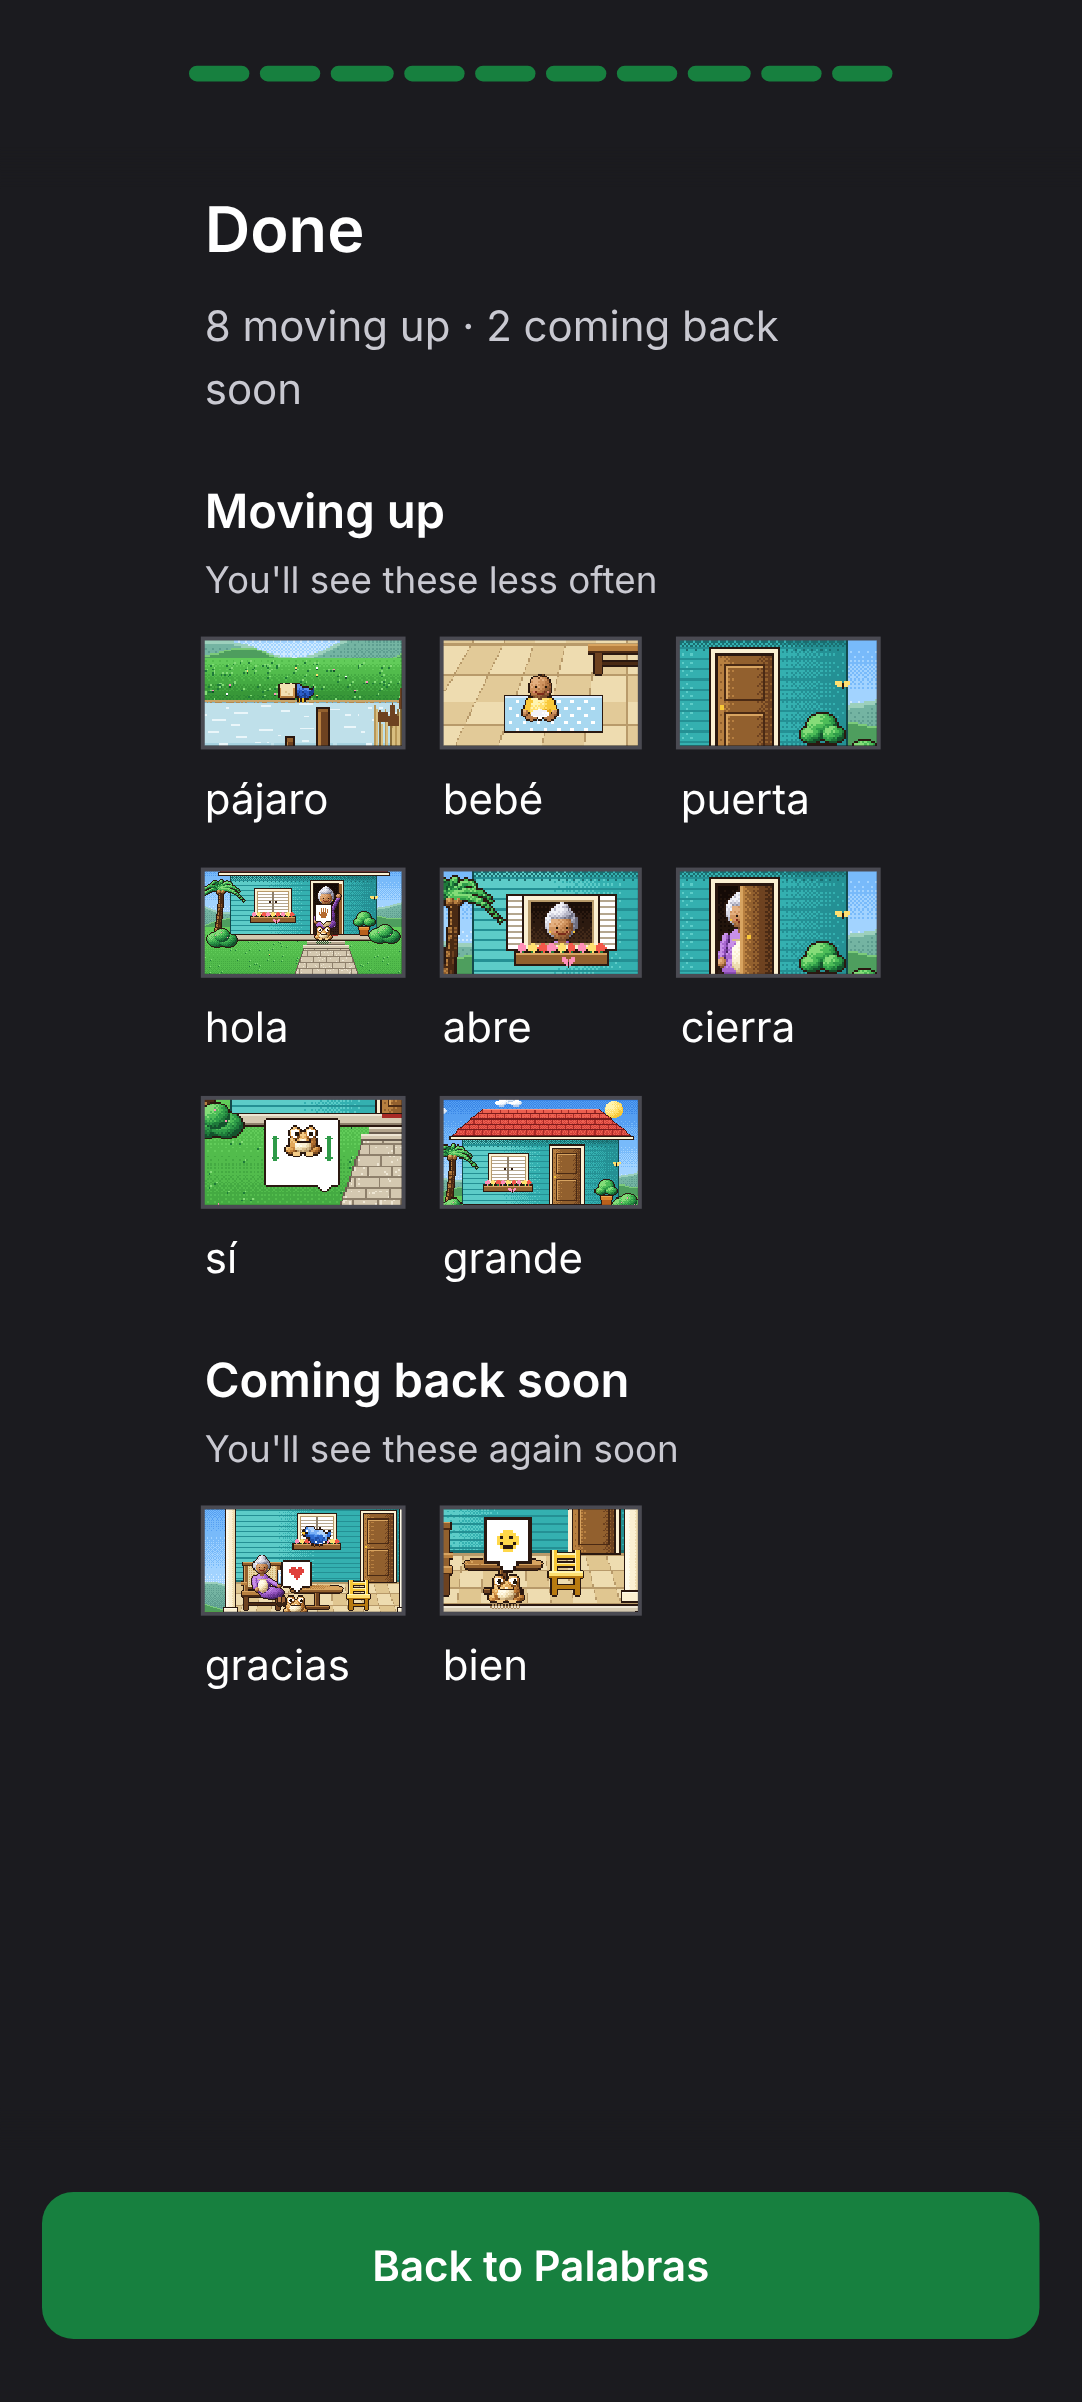 Done
8 moving up · 2 coming back
soon
Moving up
You'll see these less often
pájaro
bebé
puerta
hola
abre
cierra
sí
grande
Coming back soon
You'll see these again soon
gracias
bien
Back to Palabras